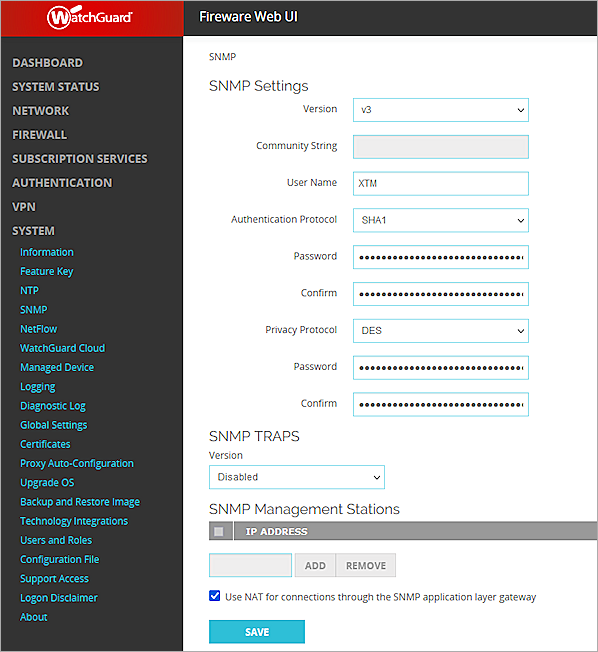 WatchGuard
Fireware Web UI
DASHBOARD
SYSTEM STATUS
NETWORK
FIREWALL
SUBSCRIPTION SERVICES
AUTHENTICATION
VPN
SYSTEM
Information
Feature Key
NTP
SNMP
NetFlow
WatchGuard Cloud
Managed Device
Logging
Diagnostic Log
Global Settings
Certificates
Proxy Auto-Configuration
Upgrade OS
Backup and Restore Image
Technology Integrations
Users and Roles
Configuration File
Support Access
Logon Disclaimer
About
SNMP
SNMP Settings
Version v3
Community String
User Name XTM
Authentication Protocol SHA1
Password ••••••••••••••••••••••••••••••••
Confirm ••••••••••••••••••••••••••••••••
Privacy Protocol DES
Password ••••••••••••••••••••••••••••••••
Confirm ••••••••••••••••••••••••••••••••
SNMP TRAPS
Version
Disabled
SNMP Management Stations
IP ADDRESS
ADD REMOVE
Use NAT for connections through the SNMP application layer gateway
SAVE